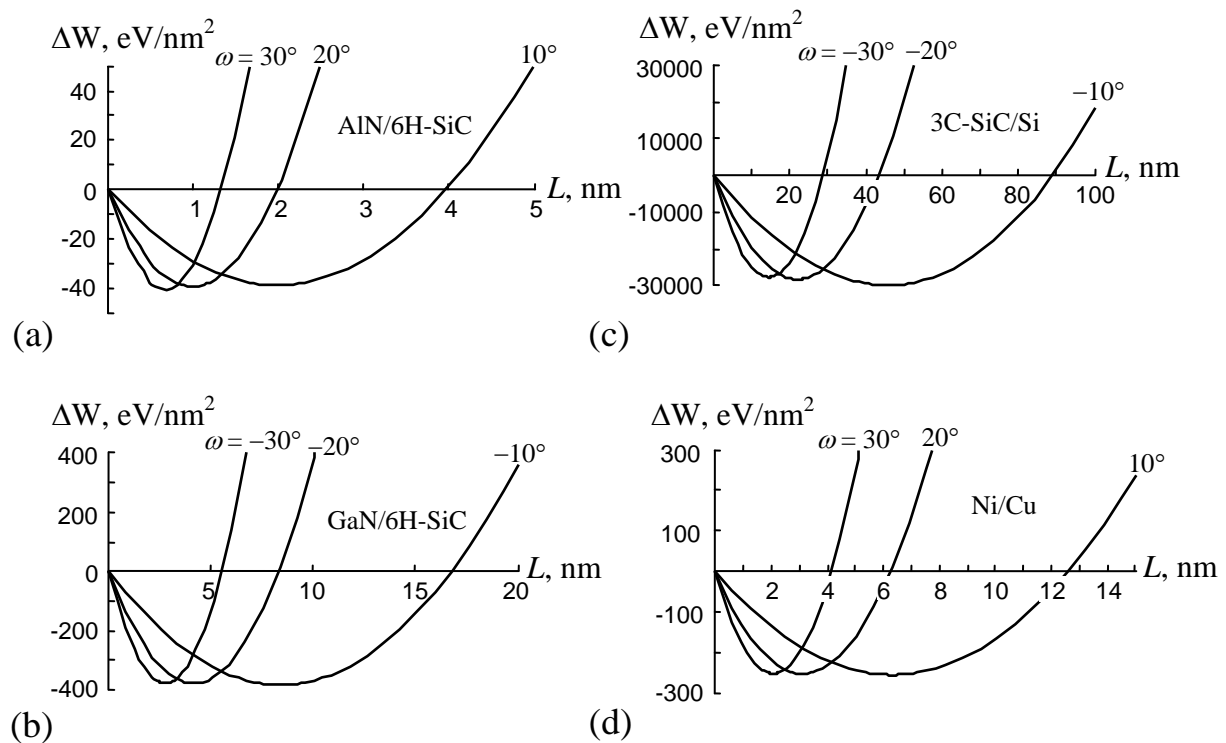 ΔW, eV/nm²
ω = 30° 20° 10°
40
20
0
-20
-40
AlN/6H-SiC
1 2 3 4 5
L, nm
(a)
ΔW, eV/nm²
ω = −30° −20° −10°
30000
10000
0
-10000
-30000
3C-SiC/Si
20 40 60 80 100
L, nm
(c)
ΔW, eV/nm²
ω = −30° −20° −10°
400
200
0
-200
-400
GaN/6H-SiC
5 10 15 20
L, nm
(b)
ΔW, eV/nm²
ω = 30° 20° 10°
300
100
0
-100
-300
Ni/Cu
2 4 6 8 10 12 14
L, nm
(d)